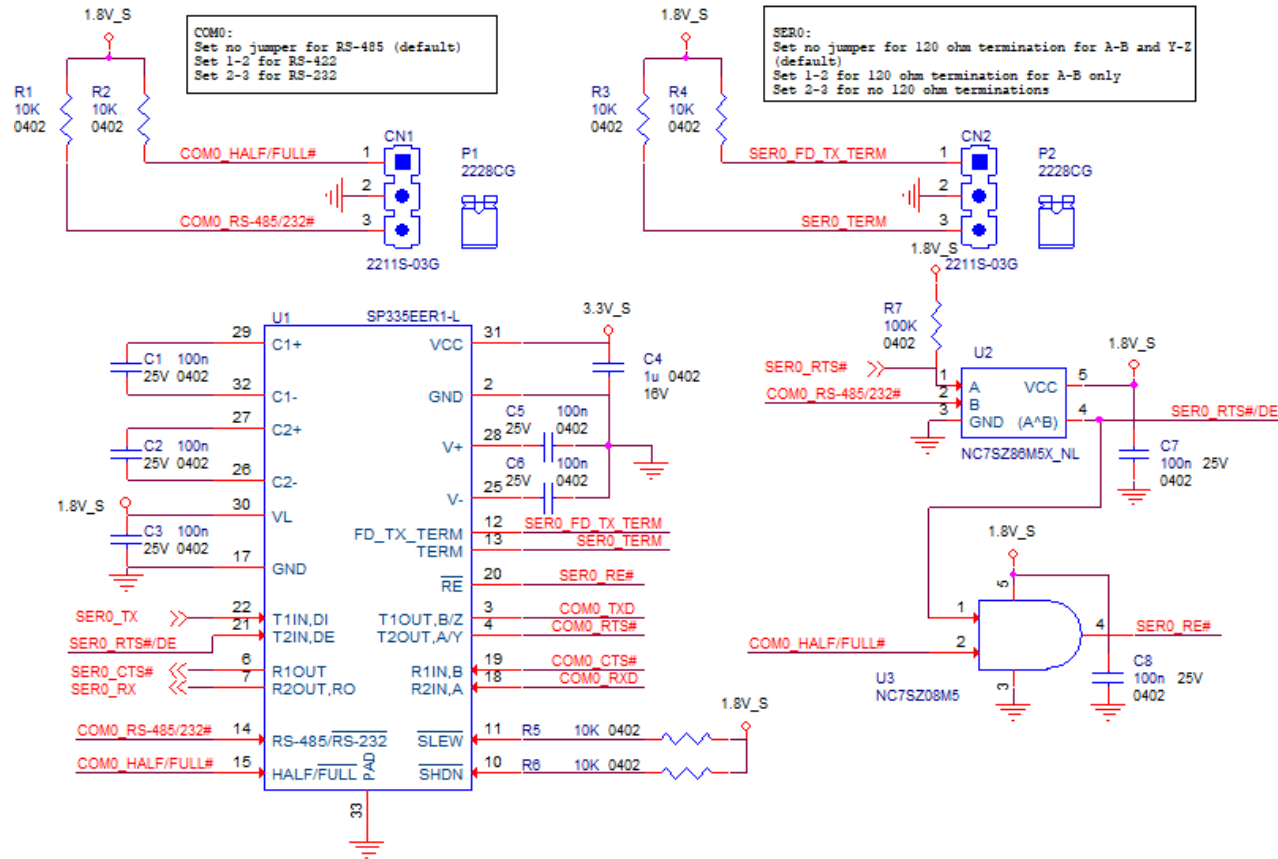 1.8V_S
COM0:
Set no jumper for RS-485 (default)
Set 1-2 for RS-422
Set 2-3 for RS-232
R1
10K
0402
R2
10K
0402
CN1
COM0_HALF/FULL#
1
2
COM0_RS-485/232#
3
2211S-03G
P1
2228CG
1.8V_S
SER0:
Set no jumper for 120 ohm termination for A-B and Y-Z
(default)
Set 1-2 for 120 ohm termination for A-B only
Set 2-3 for no 120 ohm terminations
R3
10K
0402
R4
10K
0402
CN2
SER0_FD_TX_TERM
1
2
SER0_TERM
3
2211S-03G
P2
2228CG
U1
SP335EER1-L
29
C1+
C1 100n
25V 0402
32
C1-
27
C2+
C2 100n
25V 0402
26
C2-
1.8V_S
30
VL
C3 100n
25V 0402
17
GND
SER0_TX
22
T1IN,DI
21
T2IN,DE
SER0_RTS#/DE
SER0_CTS#
6
R1OUT
SER0_RX
7
R2OUT,RO
COM0_RS-485/232#
14
RS-485/RS-232
COM0_HALF/FULL#
15
HALF/FULL
PAD
33
3.3V_S
VCC
31
C4
1u 0402
16V
GND
2
C5 100n
25V 0402
V+
28
C6 100n
25V 0402
V-
25
FD_TX_TERM
12
SER0_FD_TX_TERM
TERM
13
SER0_TERM
RE
20
SER0_RE#
T1OUT,B/Z
3
COM0_TXD
T2OUT,A/Y
4
COM0_RTS#
R1IN,B
19
COM0_CTS#
R2IN,A
18
COM0_RXD
SLEW
11
R5 10K 0402
SHDN
10
R6 10K 0402
1.8V_S
1.8V_S
R7
100K
0402
SER0_RTS#
COM0_RS-485/232#
U2
1
A
2
B
3
GND
VCC
5
(A^B)
4
NC7SZ86M5X_NL
1.8V_S
SER0_RTS#/DE
C7
100n 25V
0402
1.8V_S
5
1
COM0_HALF/FULL#
2
4
SER0_RE#
3
U3
NC7SZ08M5
C8
100n 25V
0402